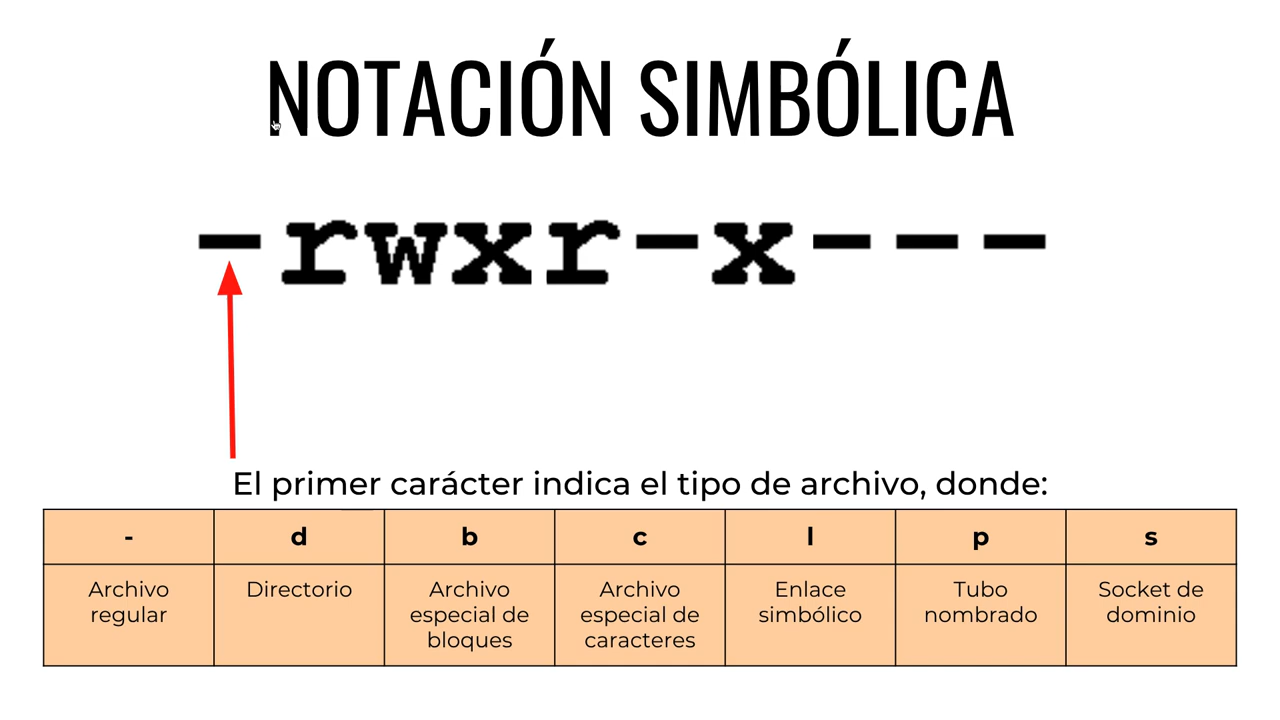 NOTACIÓN SIMBÓLICA
-rwxr-x---
El primer carácter indica el tipo de archivo, donde:
- d b c l p s
Archivo Directorio Archivo Archivo Enlace Tubo Socket de
regular especial de especial de simbólico nombrado dominio
bloques caracteres